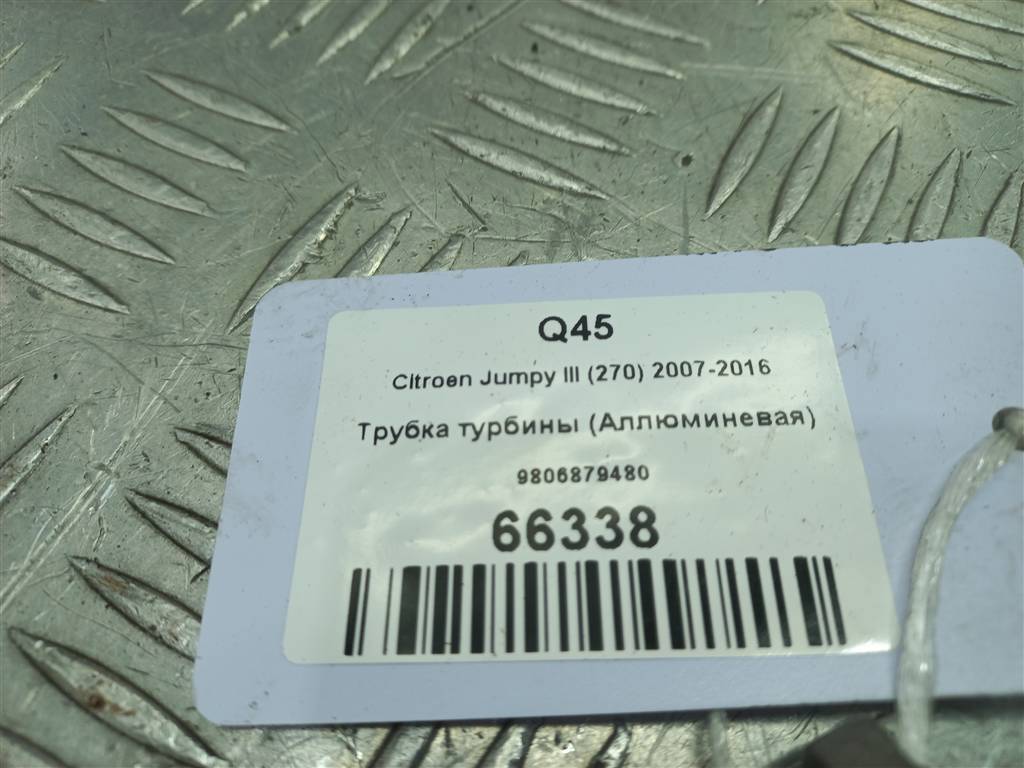 Q45
Citroen Jumpy III (270) 2007-2016
Трубка турбины (Аллюминевая)
9806879480
66338